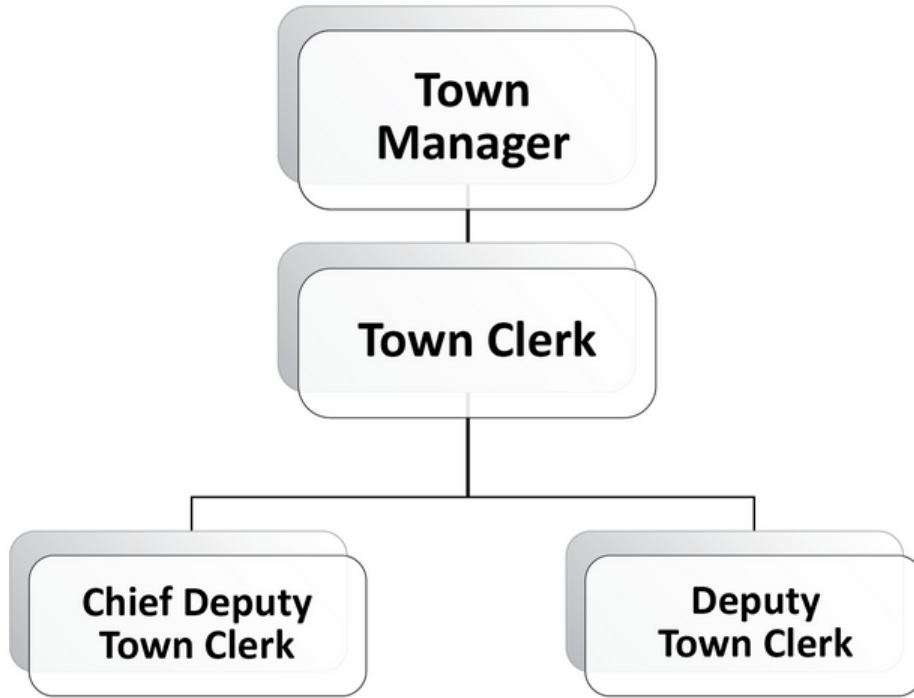 Town
Manager
Town Clerk
Chief Deputy
Town Clerk
Deputy
Town Clerk